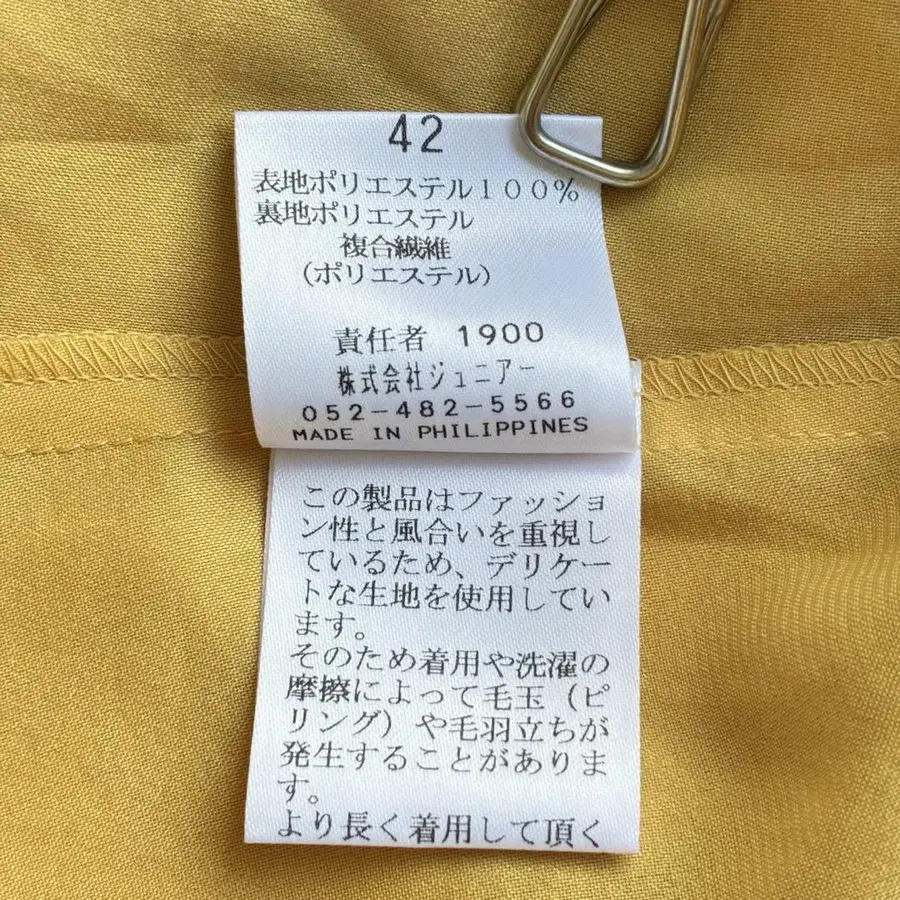 42
表地ポリエステル100%
裏地ポリエステル
複合繊維
(ポリエステル)
責任者 1900
株式会社ジュニアー
052-482-5566
MADE IN PHILIPPINES
この製品はファッショ
ン性と風合いを重視し
ているため、デリケー
トな生地を使用してい
ます。
そのため着用や洗濯の
摩擦によって毛玉(ピ
リング)や毛羽立ちが
発生することがありま
す。
より長く着用して頂く